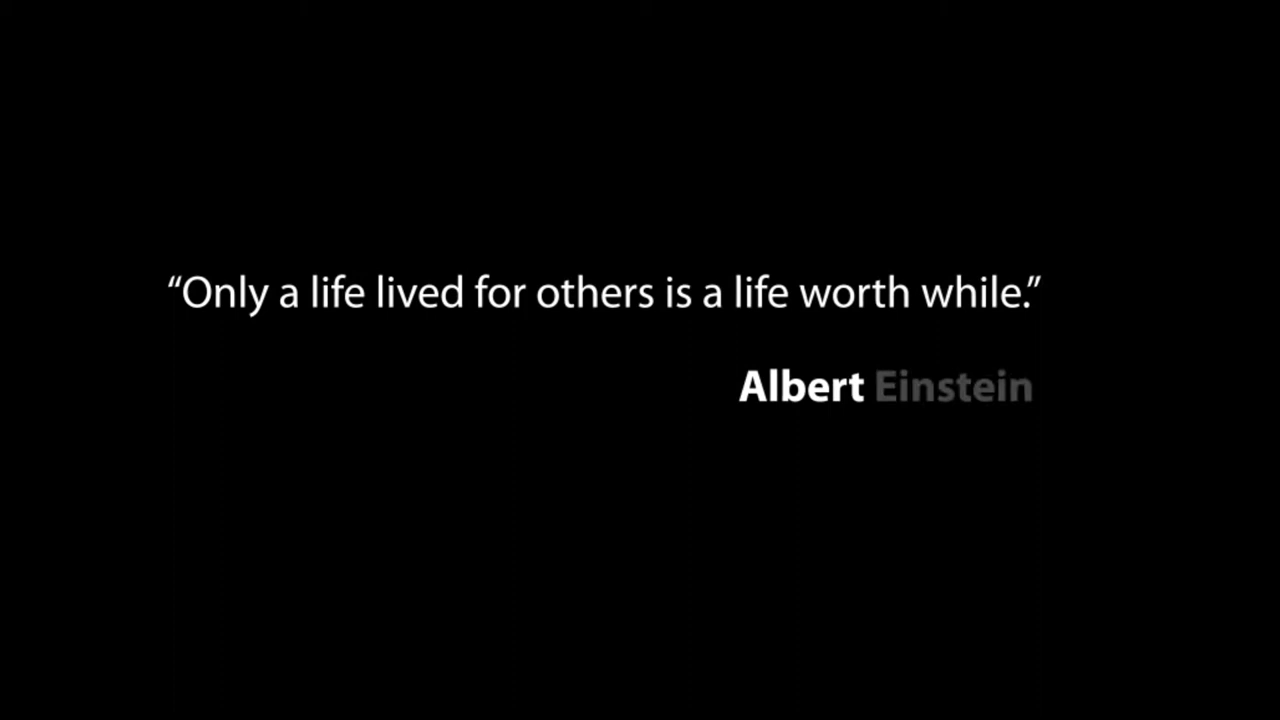 “Only a life lived for others is a life worth while.”
Albert Einstein